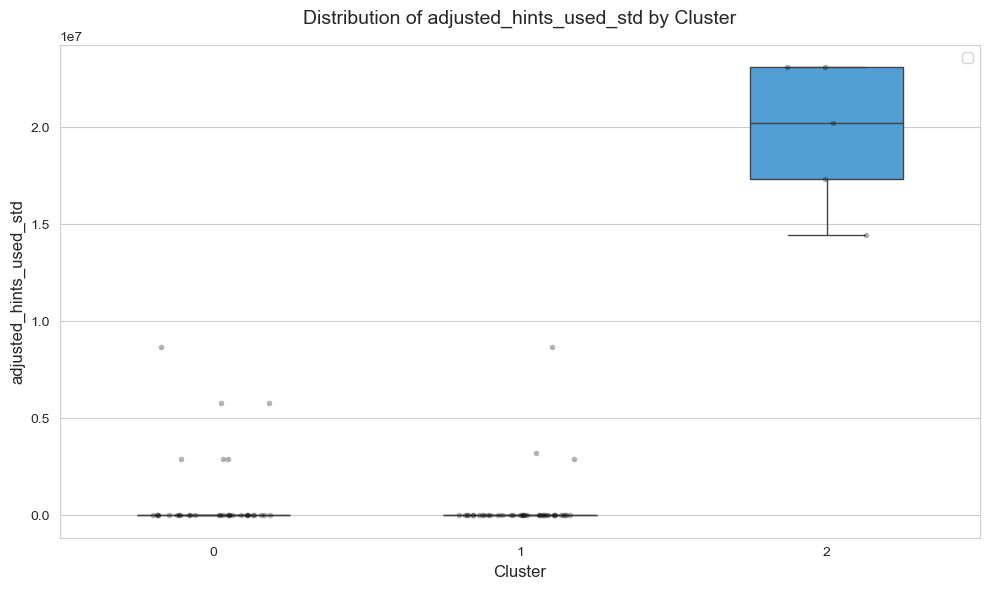 Distribution of adjusted_hints_used_std by Cluster
1e7
2.0
1.5
1.0
0.5
0.0
adjusted_hints_used_std
0
1
2
Cluster